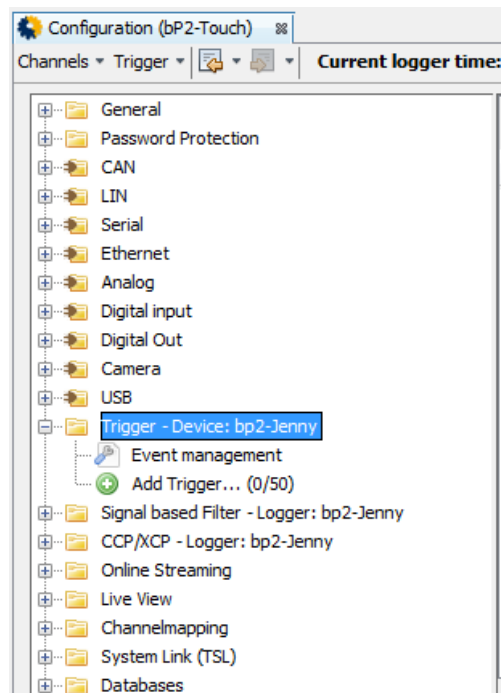 Configuration (bP2-Touch)
Channels Trigger Current logger time:
General
Password Protection
CAN
LIN
Serial
Ethernet
Analog
Digital input
Digital Out
Camera
USB
Trigger - Device: bp2-Jenny
Event management
Add Trigger... (0/50)
Signal based Filter - Logger: bp2-Jenny
CCP/XCP - Logger: bp2-Jenny
Online Streaming
Live View
Channelmapping
System Link (TSL)
Databases